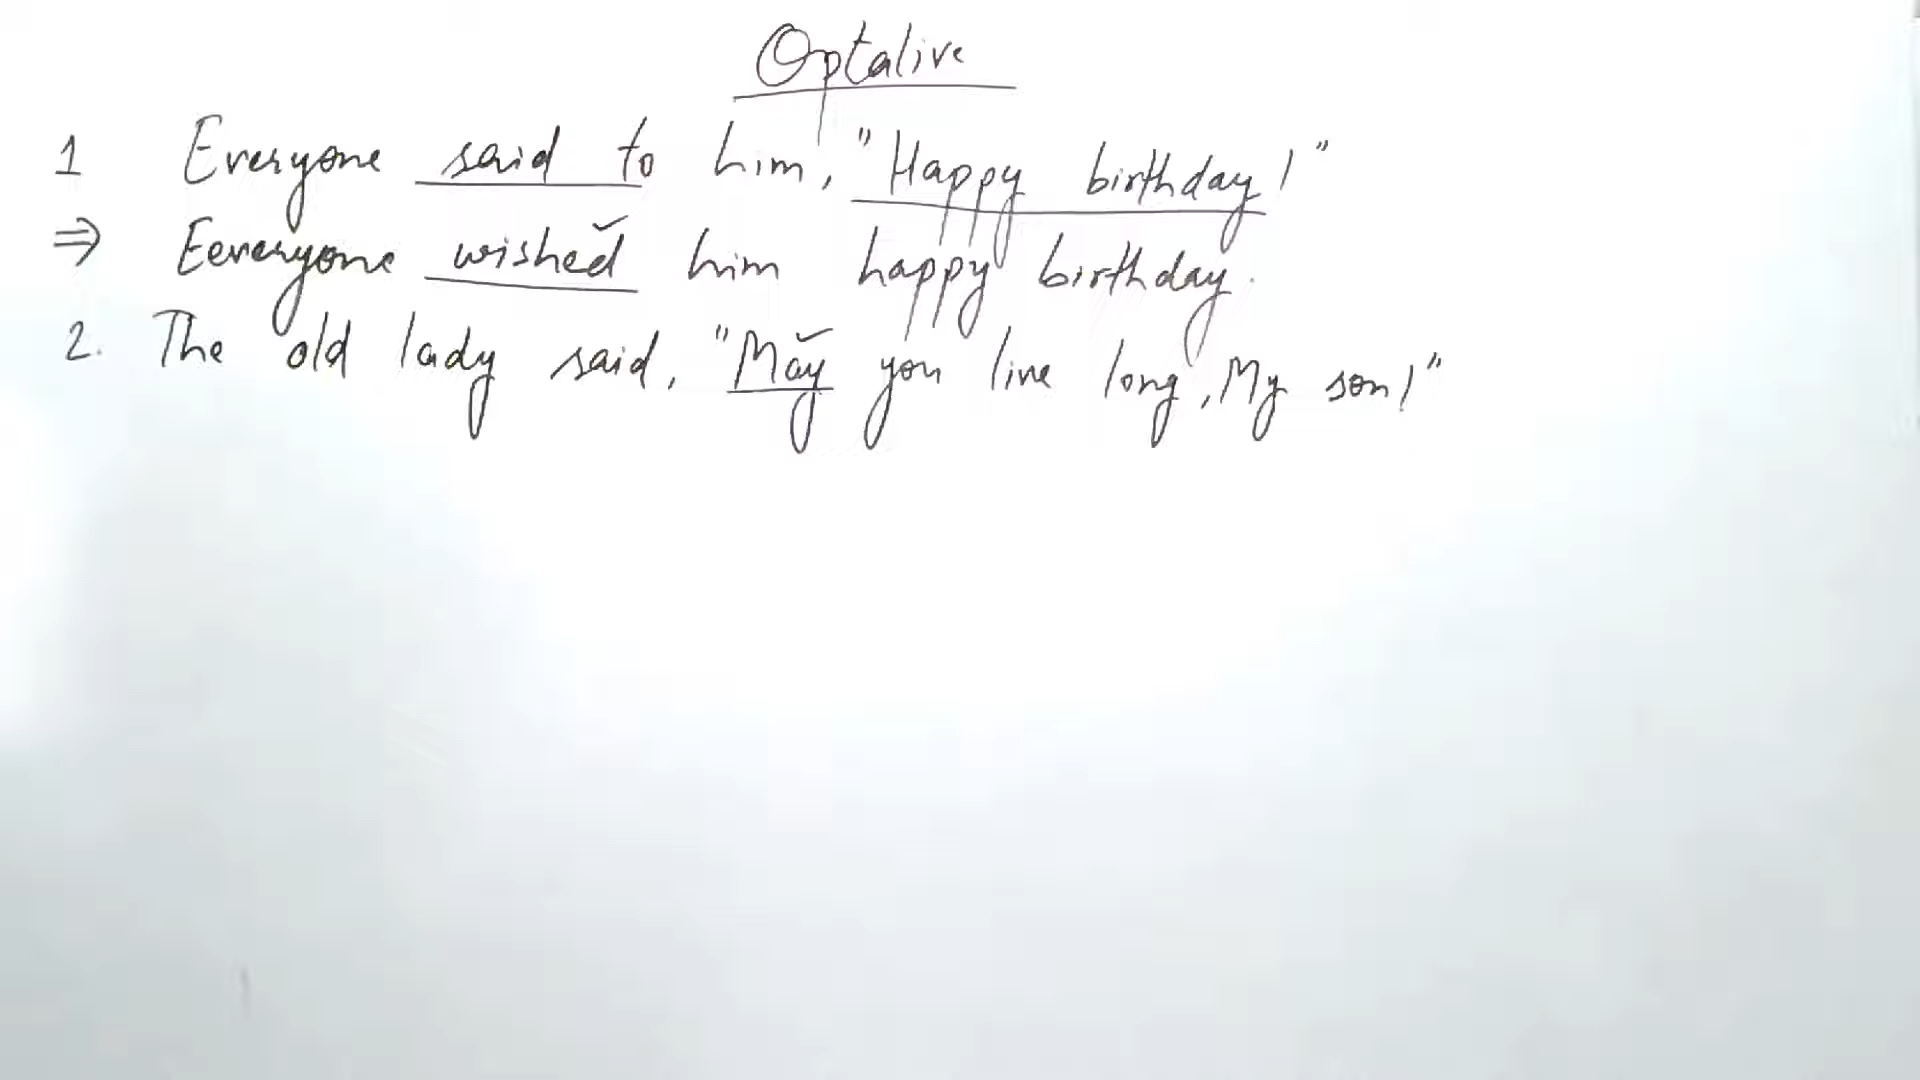 Optative
1 Everyone said to him, "Happy birthday!"
⇒ Eeveryone wished him happy birthday.
2. The old lady said, "May you live long, My son!"